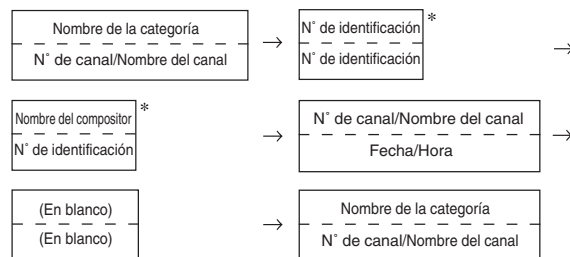 Nombre de la categoría
N° de canal/Nombre del canal
→
N° de identificación
N° de identificación
*
→
Nombre del compositor
N° de identificación
*
→
N° de canal/Nombre del canal
Fecha/Hora
→
(En blanco)
(En blanco)
→
Nombre de la categoría
N° de canal/Nombre del canal